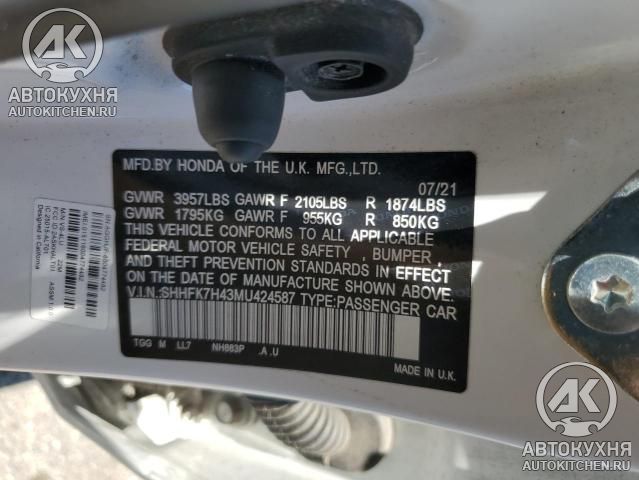 АВТОКУХНЯ
AUTOKITCHEN.RU
MFD.BY HONDA OF THE U.K. MFG.,LTD.
07/21
GVWR 3957LBS GAWR F 2105LBS R 1874LBS
GVWR 1795KG GAWR F 955KG R 850KG
THIS VEHICLE CONFORMS TO ALL APPLICABLE
FEDERAL MOTOR VEHICLE SAFETY , BUMPER ,
AND THEFT PREVENTION STANDARDS IN EFFECT
ON THE DATE OF MANUFACTURE SHOWN ABOVE.
V.I.N.:SHHFK7H43MU424587 TYPE:PASSENGER CAR
TGG M LL7 NH883P .A .U
MADE IN U.K.
Designed in California
АВТОКУХНЯ
AUTOKITCHEN.RU